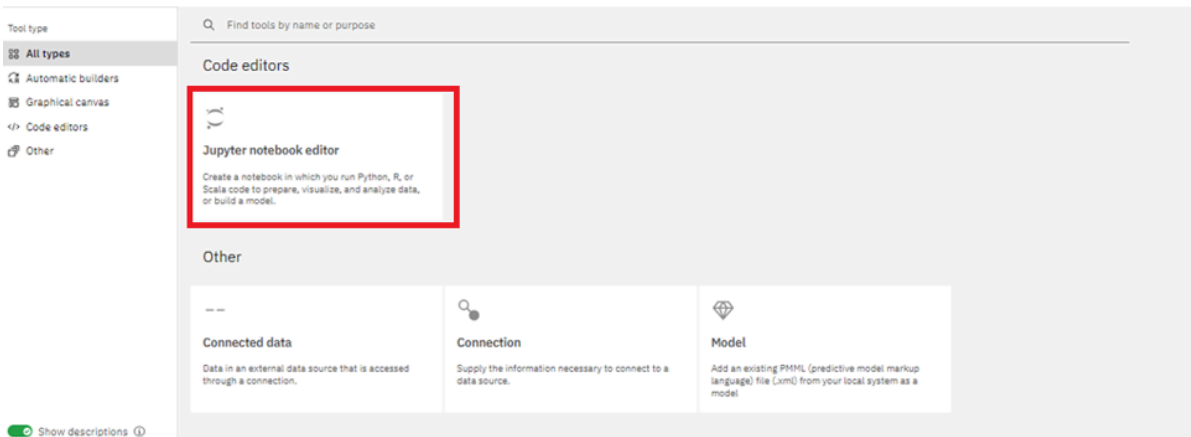 Tool type
All types
Automatic builders
Graphical canvas
Code editors
Other
Show descriptions
Find tools by name or purpose
Code editors
Jupyter notebook editor
Create a notebook in which you run Python, R, or
Scala code to prepare, visualize, and analyze data,
or build a model.
Other
Connected data
Data in an external data source that is accessed
through a connection.
Connection
Supply the information necessary to connect to a
data source.
Model
Add an existing PMML (predictive model markup
language) file (.xml) from your local system as a
model